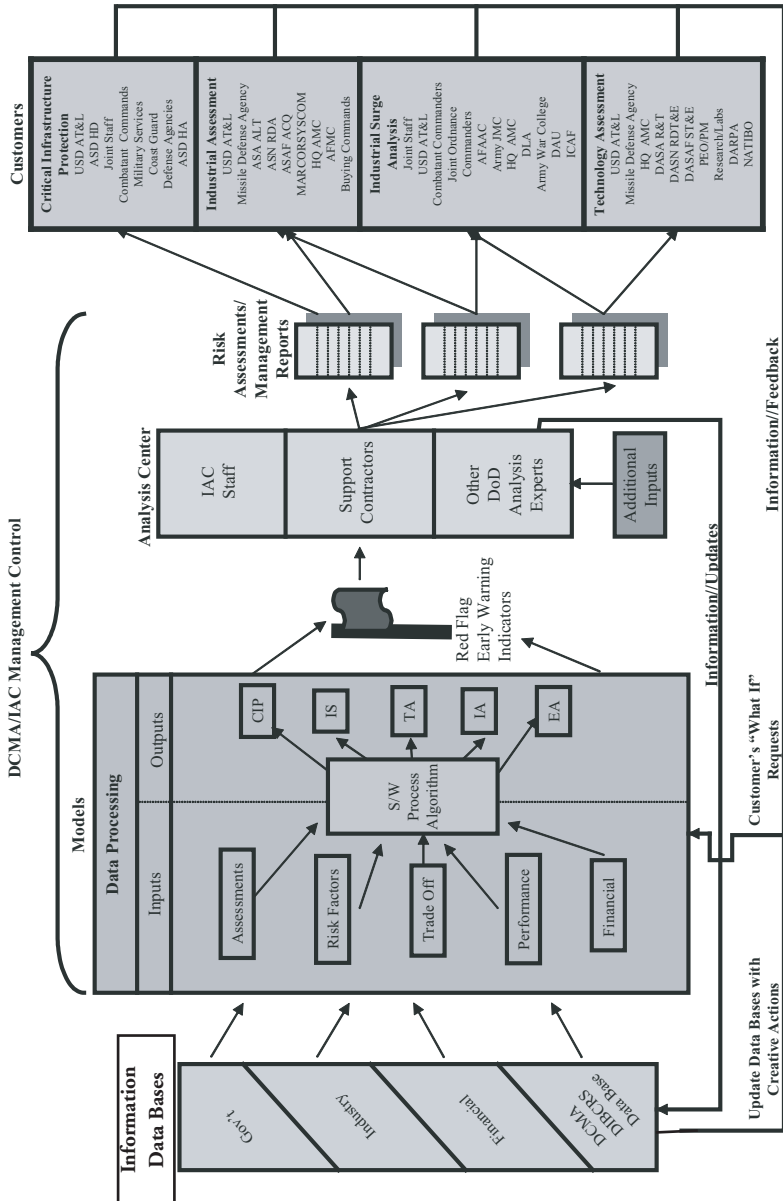 DCMA/IAC Management Control
Information
Data Bases
Gov't
Industry
Financial
DCMA
DIBCRS
Data Base
Models
Data Processing
Inputs
Outputs
Assessments
Risk Factors
Trade Off
Performance
Financial
S/W
Process
Algorithm
CIP
IS
TA
IA
EA
Red Flag
Early Warning
Indicators
Analysis Center
IAC
Staff
Support
Contractors
Other
DoD
Analysis
Experts
Additional
Inputs
Risk
Assessments/
Management
Reports
Customers
Critical Infrastructure
Protection
USD AT&L
ASD HD
Joint Staff
Combatant Commands
Military Services
Coast Guard
Defense Agencies
ASD HA
Industrial Assessment
USD AT&L
Missile Defense Agency
ASA ALT
ASN RDA
ASAF ACQ
MARCORSYSCOM
HQ AMC
AFMC
Buying Commands
Industrial Surge
Analysis
Joint Staff
USD AT&L
Combatant Commanders
Joint Ordnance
Commanders
AFAAC
Army JMC
HQ AMC
DLA
Army War College
DAU
ICAF
Technology Assessment
USD AT&L
Missile Defense Agency
HQ AMC
DASA R&T
DASN RDT&E
DASAF ST&E
PEO/PM
Research/Labs
DARPA
NATIBO
Information//Updates
Update Data Bases with
Creative Actions
Customer's “What If”
Requests
Information//Feedback